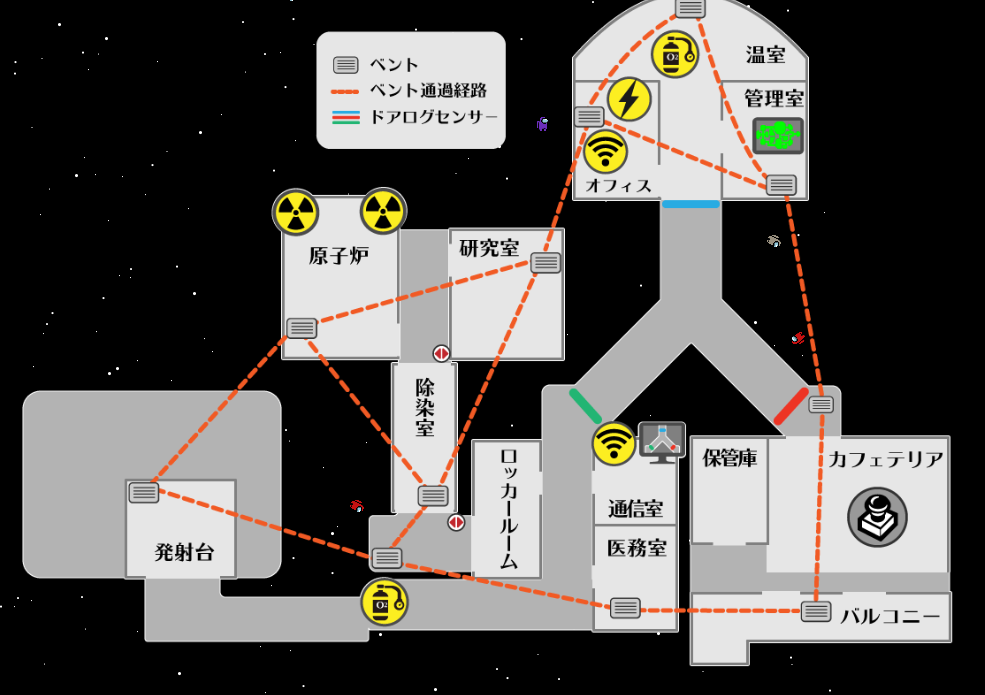 ベント
ベント通過経路
ドアログセンサー
温室
O₂
管理室
オフィス
原子炉
研究室
除染室
ロッカールーム
保管庫
カフェテリア
通信室
医務室
発射台
O₂
バルコニー